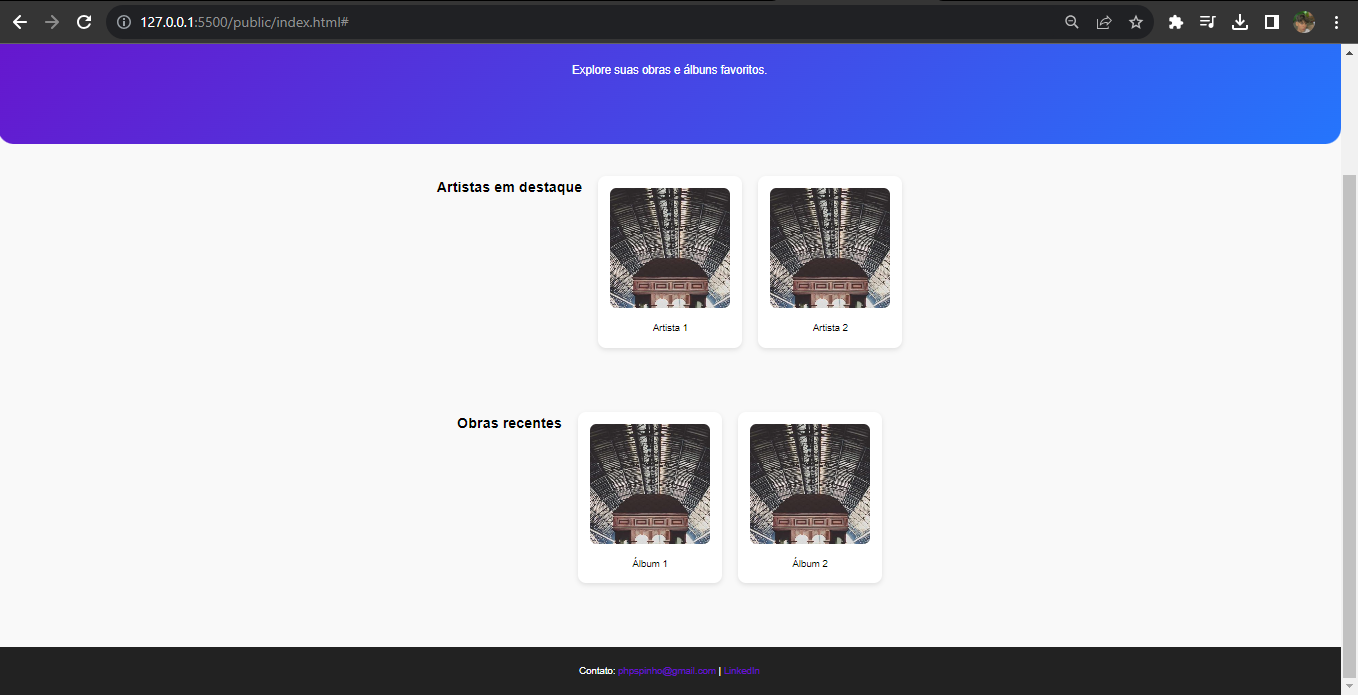 127.0.0.1:5500/public/index.html#
Explore suas obras e álbuns favoritos.
Artistas em destaque
Artista 1
Artista 2
Obras recentes
Álbum 1
Álbum 2
Contato: phpspinho@gmail.com | LinkedIn